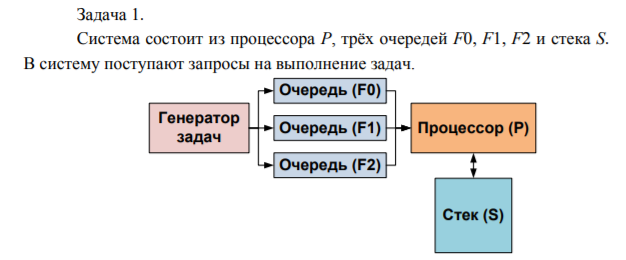 Задача 1.
Система состоит из процессора P, трёх очередей F0, F1, F2 и стека S.
В систему поступают запросы на выполнение задач.
Очередь (F0)
Генератор
задач
Очередь (F1)
Процессор (P)
Очередь (F2)
Стек (S)